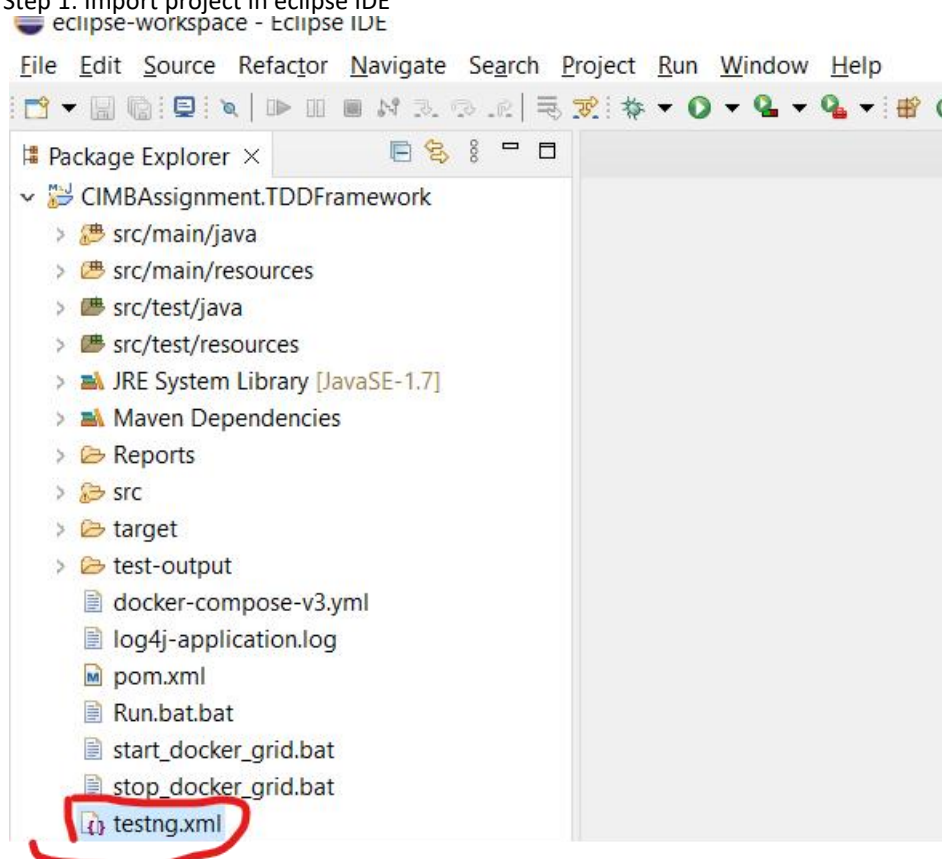 Step 1: Import project in eclipse IDE
eclipse-workspace - Eclipse IDE
File Edit Source Refactor Navigate Search Project Run Window Help
Package Explorer
CIMBAssignment.TDDFramework
src/main/java
src/main/resources
src/test/java
src/test/resources
JRE System Library [JavaSE-1.7]
Maven Dependencies
Reports
src
target
test-output
docker-compose-v3.yml
log4j-application.log
pom.xml
Run.bat.bat
start_docker_grid.bat
stop_docker_grid.bat
testng.xml